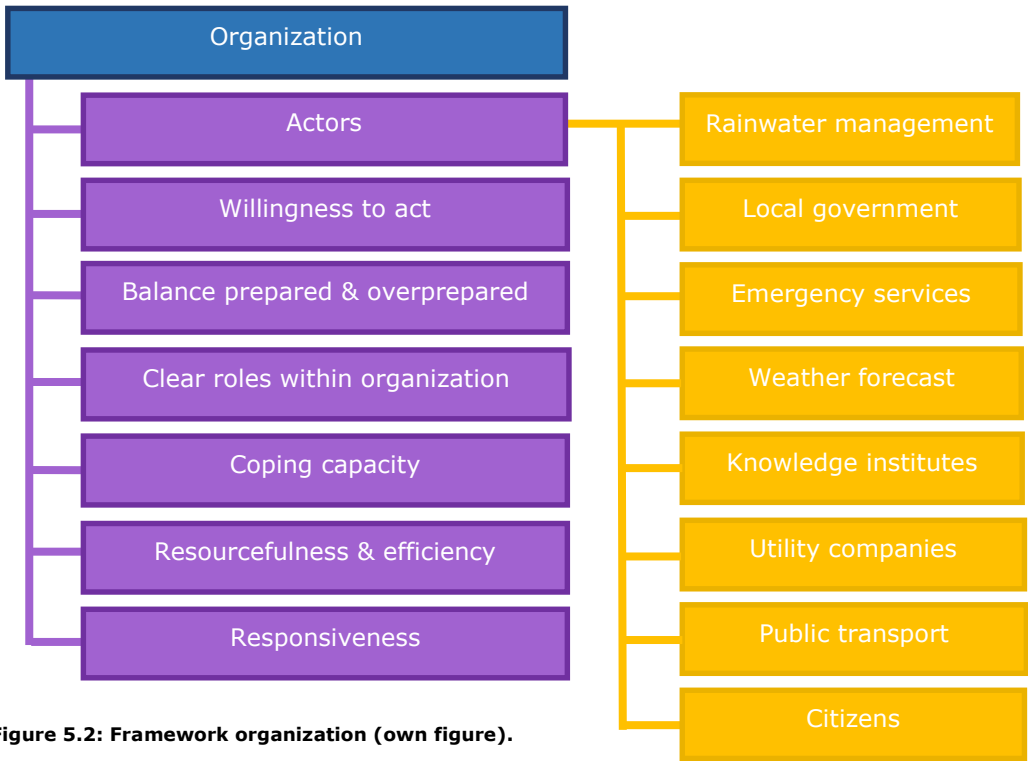 Organization
Actors
Willingness to act
Balance prepared & overprepared
Clear roles within organization
Coping capacity
Resourcefulness & efficiency
Responsiveness
Rainwater management
Local government
Emergency services
Weather forecast
Knowledge institutes
Utility companies
Public transport
Citizens
Figure 5.2: Framework organization (own figure).